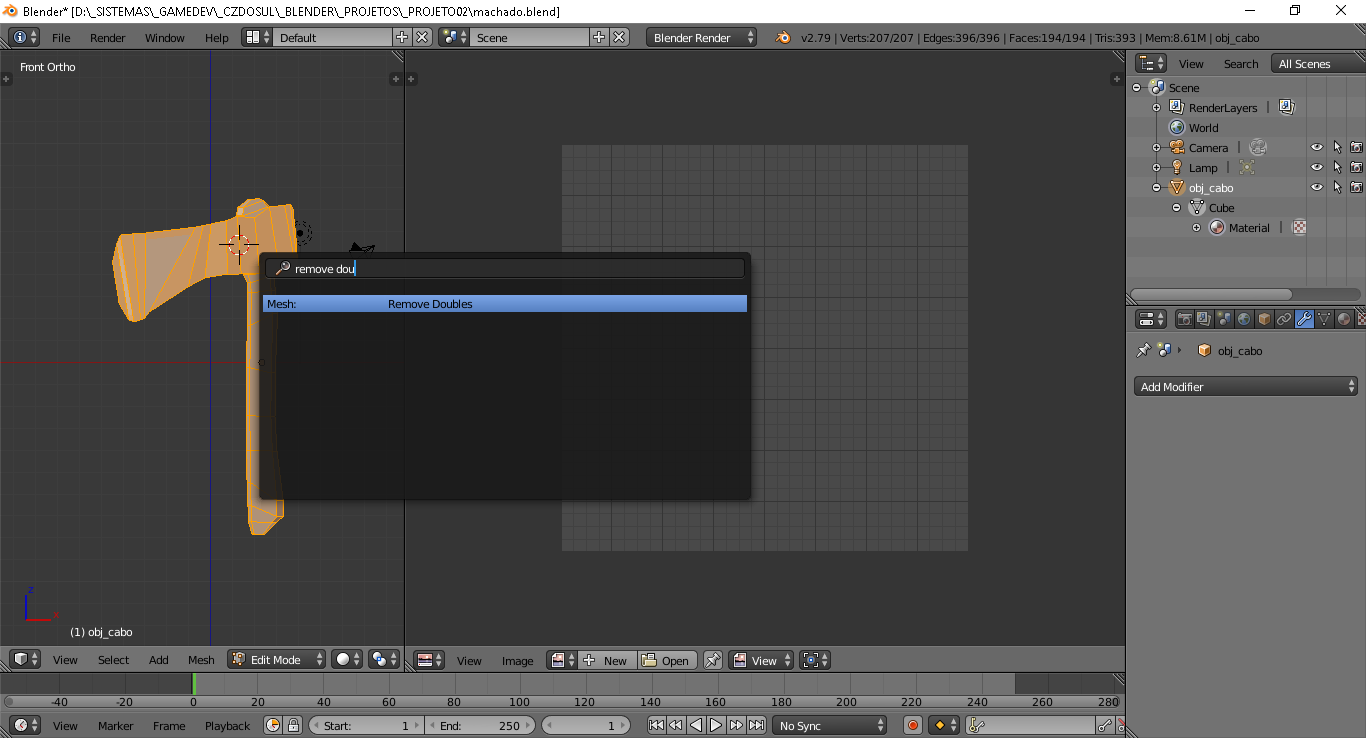 Blender* [D:\_SISTEMAS\_GAMEDEV\_CZDOSUL\_BLENDER\_PROJETOS\_PROJETO02\machado.blend]
File Render Window Help Default Scene Blender Render v2.79 | Verts:207/207 | Edges:396/396 | Faces:194/194 | Tris:393 | Mem:8.61M | obj_cabo
Front Ortho
View Search All Scenes
Scene
RenderLayers
World
Camera
Lamp
obj_cabo
Cube
Material
remove dou
Mesh: Remove Doubles
obj_cabo
Add Modifier
z
x
(1) obj_cabo
View Select Add Mesh Edit Mode
View Image New Open View
-40 -20 0 20 40 60 80 100 120 140 160 180 200 220 240 260 280
View Marker Frame Playback Start: 1 End: 250 1 No Sync